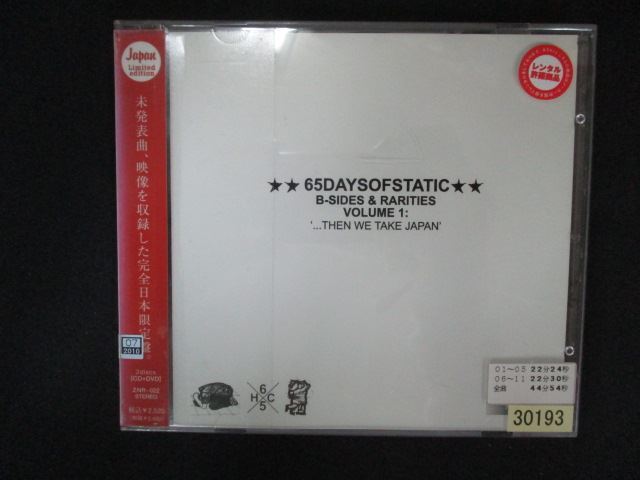 Japan
Limited edition
未発表曲、映像を収録した完全日本限定盤。
07
2010
2discs
[CD+DVD]
ZNR-002
STEREO
レンタル
許諾商品
★★ 65DAYSOFSTATIC★★
B-SIDES & RARITIES
VOLUME 1:
'...THEN WE TAKE JAPAN'
6
H C
5
01〜05 22分24秒
06〜11 22分30秒
全曲 44分54秒
30193